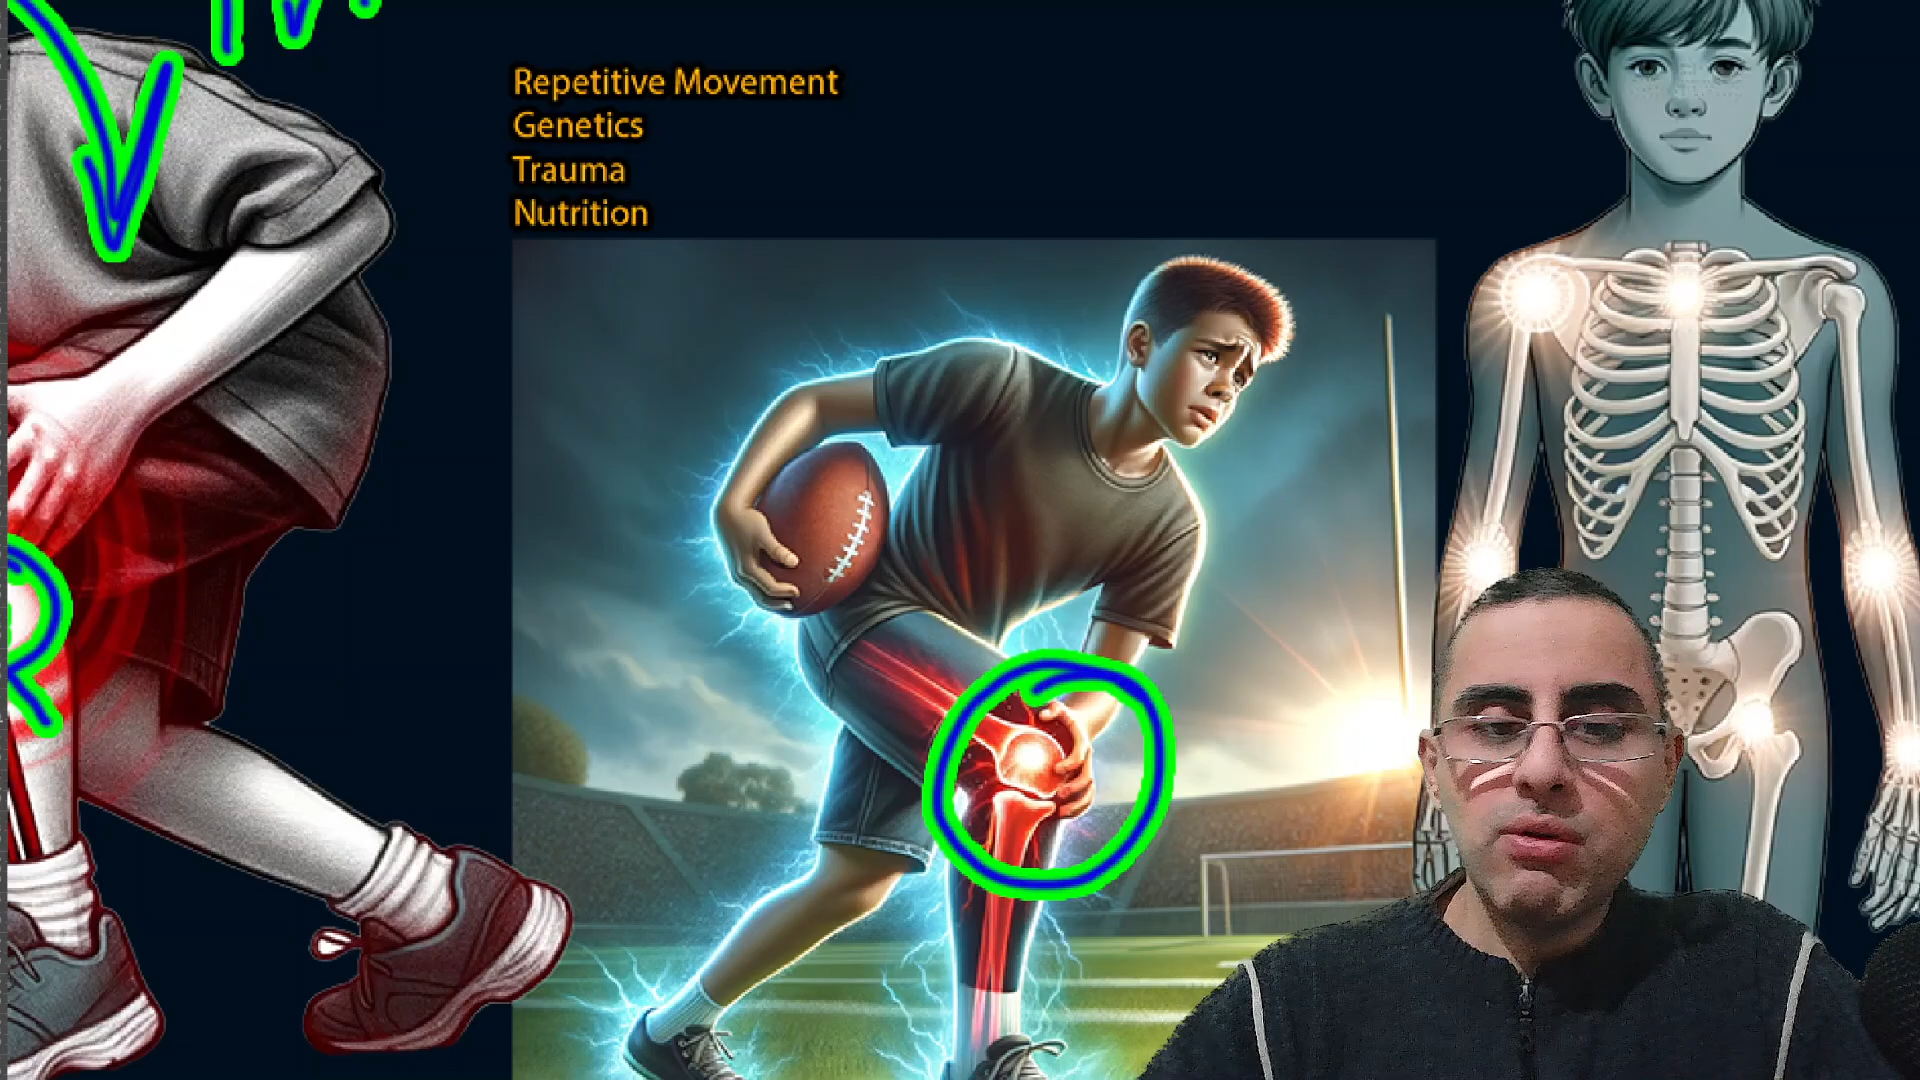 Repetitive Movement
Genetics
Trauma
Nutrition
R